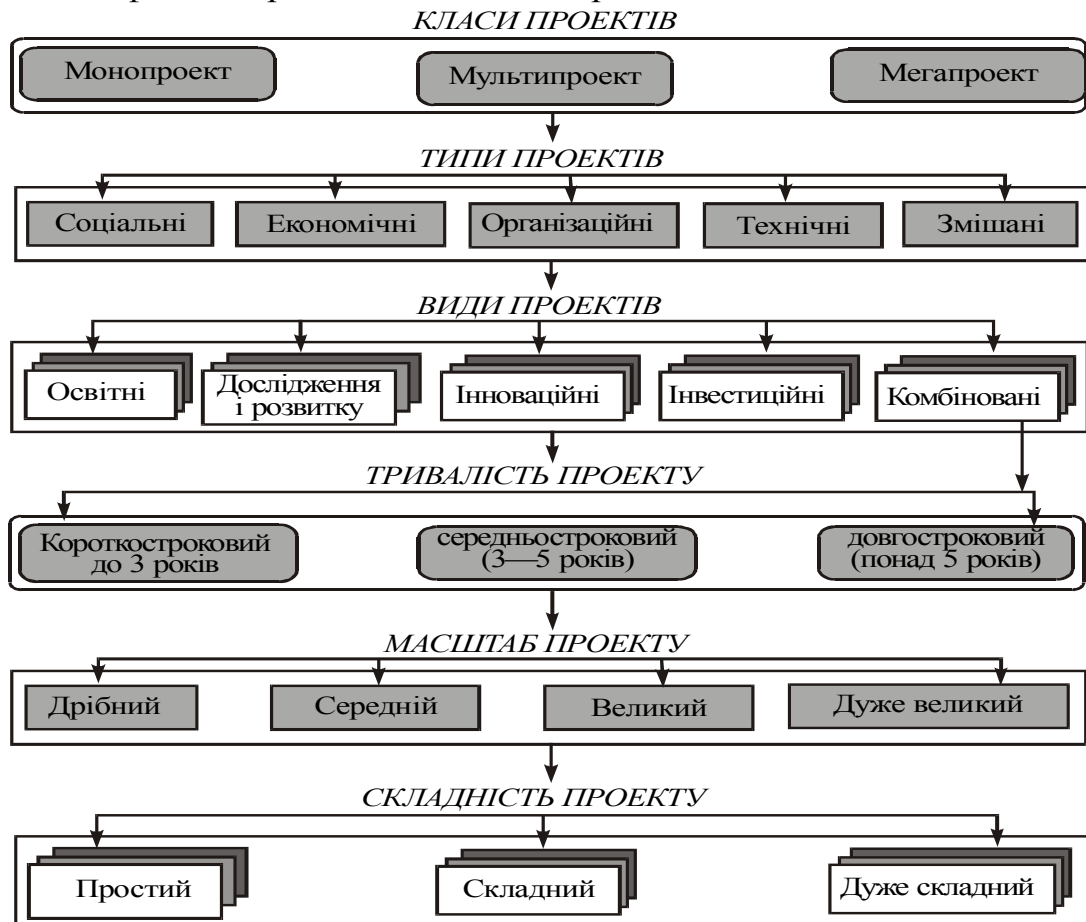 КЛАСИ ПРОЕКТІВ
Монопроект
Мультипроект
Мегапроект
ТИПИ ПРОЕКТІВ
Соціальні
Економічні
Організаційні
Технічні
Змішані
ВИДИ ПРОЕКТІВ
Освітні
Дослідження
і розвитку
Інноваційні
Інвестиційні
Комбіновані
ТРИВАЛІСТЬ ПРОЕКТУ
Короткостроковий
до 3 років
середньостроковий
(3—5 років)
довгостроковий
(понад 5 років)
МАСШТАБ ПРОЕКТУ
Дрібний
Середній
Великий
Дуже великий
СКЛАДНІСТЬ ПРОЕКТУ
Простий
Складний
Дуже складний